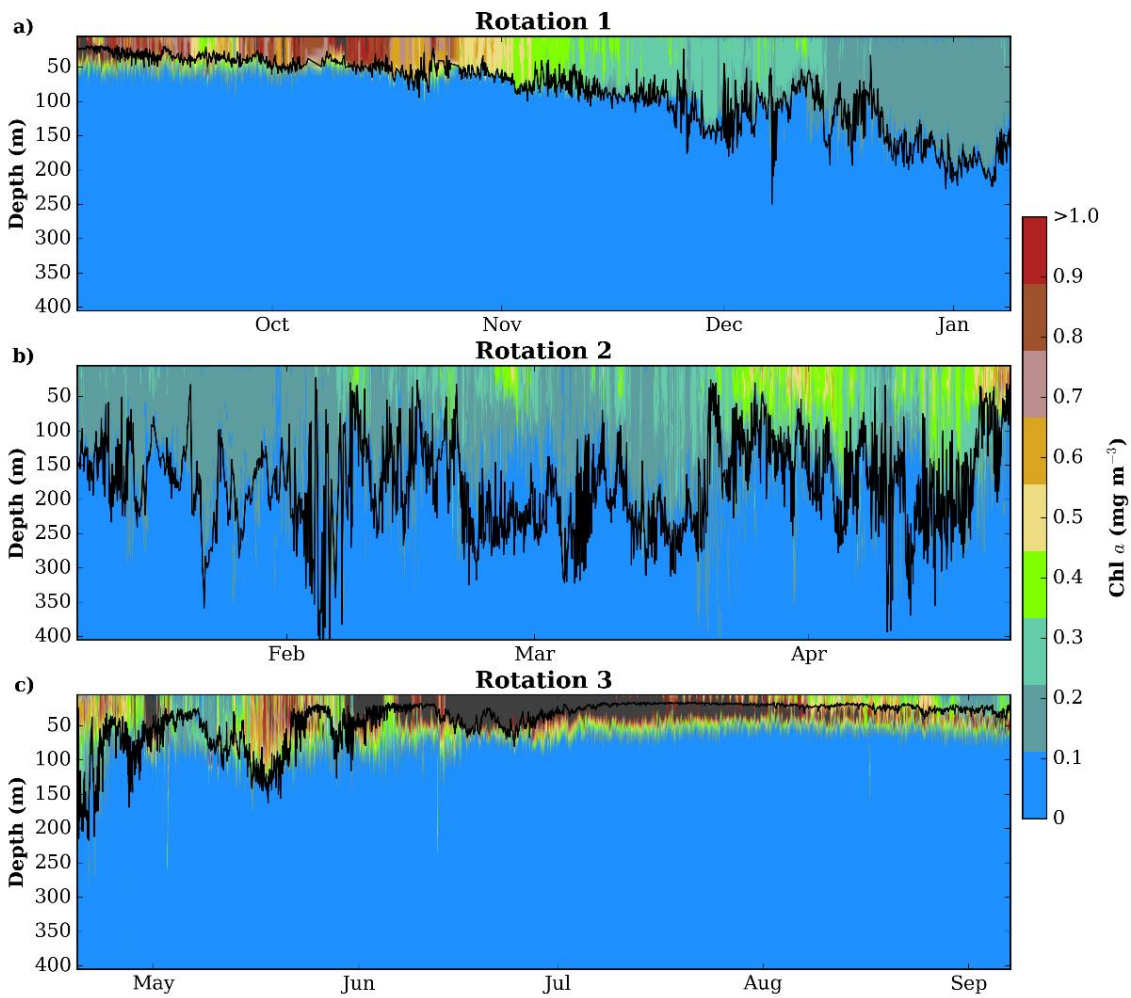 a)
Rotation 1
Depth (m)
50
100
150
200
250
300
350
400
Oct
Nov
Dec
Jan
b)
Rotation 2
Depth (m)
50
100
150
200
250
300
350
400
Feb
Mar
Apr
c)
Rotation 3
Depth (m)
50
100
150
200
250
300
350
400
May
Jun
Jul
Aug
Sep
>1.0
0.9
0.8
0.7
0.6
0.5
0.4
0.3
0.2
0.1
0
Chl a (mg m⁻³)